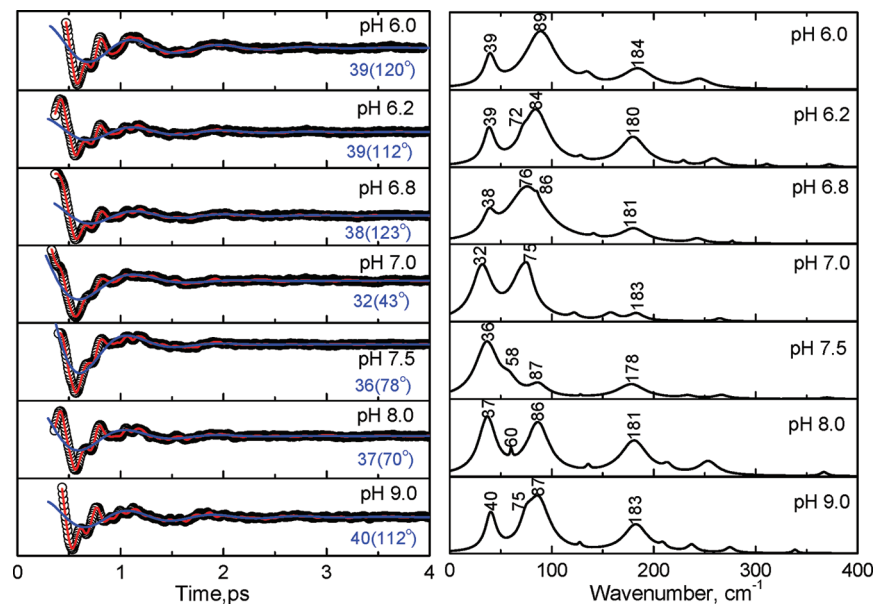 pH 6.0
39(120°)
pH 6.2
39(112°)
pH 6.8
38(123°)
pH 7.0
32(43°)
pH 7.5
36(78°)
pH 8.0
37(70°)
pH 9.0
40(112°)
0 1 2 3 4
Time,ps
39 89 184 pH 6.0
39 72 84 180 pH 6.2
38 76 86 181 pH 6.8
32 75 183 pH 7.0
36 58 87 178 pH 7.5
37 60 86 181 pH 8.0
40 75 87 183 pH 9.0
0 100 200 300 400
Wavenumber, cm⁻¹